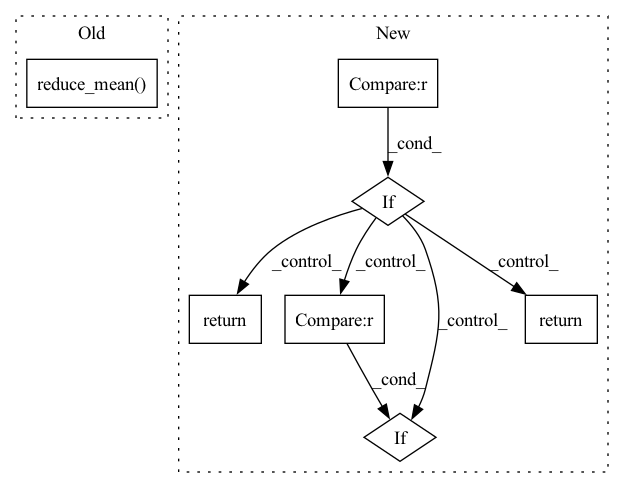 Old
New
reduce_mean()
Compare:r
_cond_
If
_control_
_control_
_control_
_control_
return
Compare:r
return
_cond_
If